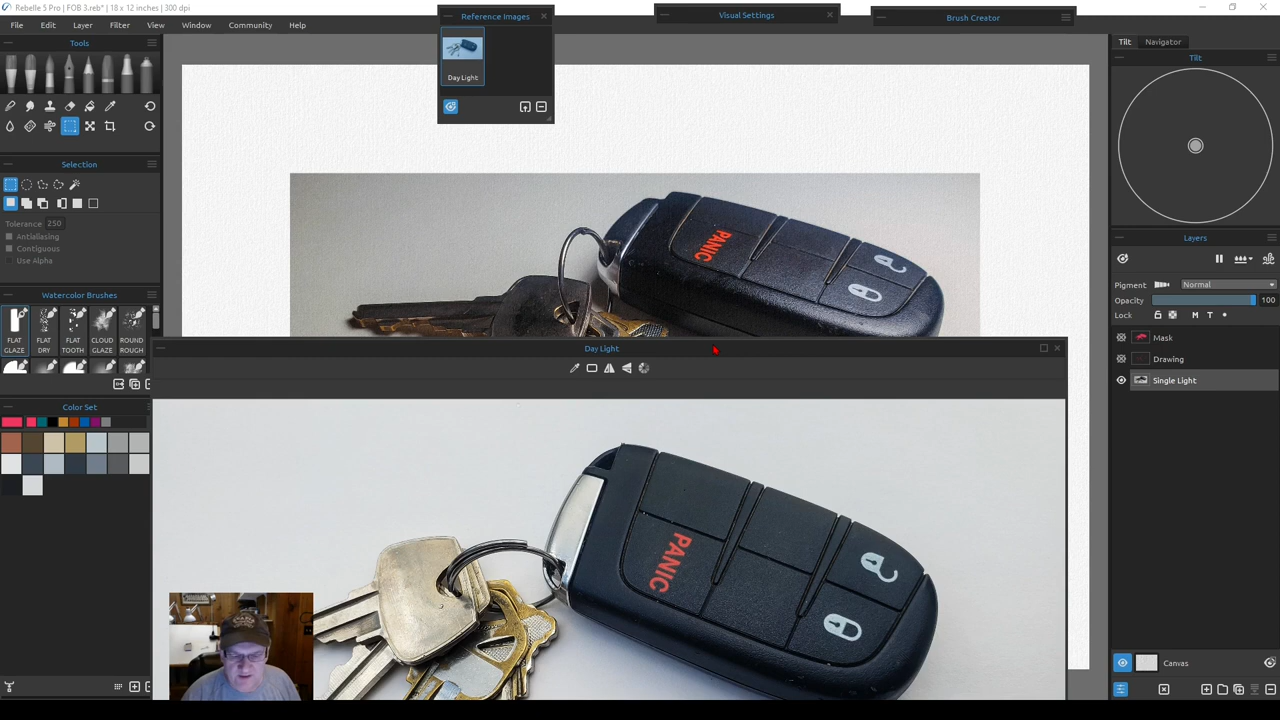 Rebelle 5 Pro | FOB 3.reb* | 18 x 12 inches | 300 dpi
File Edit Layer Filter View Window Community Help
Reference Images
Day Light
Visual Settings
Brush Creator
Tools
Selection
Tolerance 250
Antialiasing
Contiguous
Use Alpha
Watercolor Brushes
FLAT GLAZE
FLAT DRY
FLAT TOOTH
CLOUD GLAZE
ROUND ROUGH
Color Set
PANIC
Day Light
PANIC
Tilt Navigator
Tilt
Layers
Pigment Normal
Opacity 100
Lock M T
Mask
Drawing
Single Light
Canvas